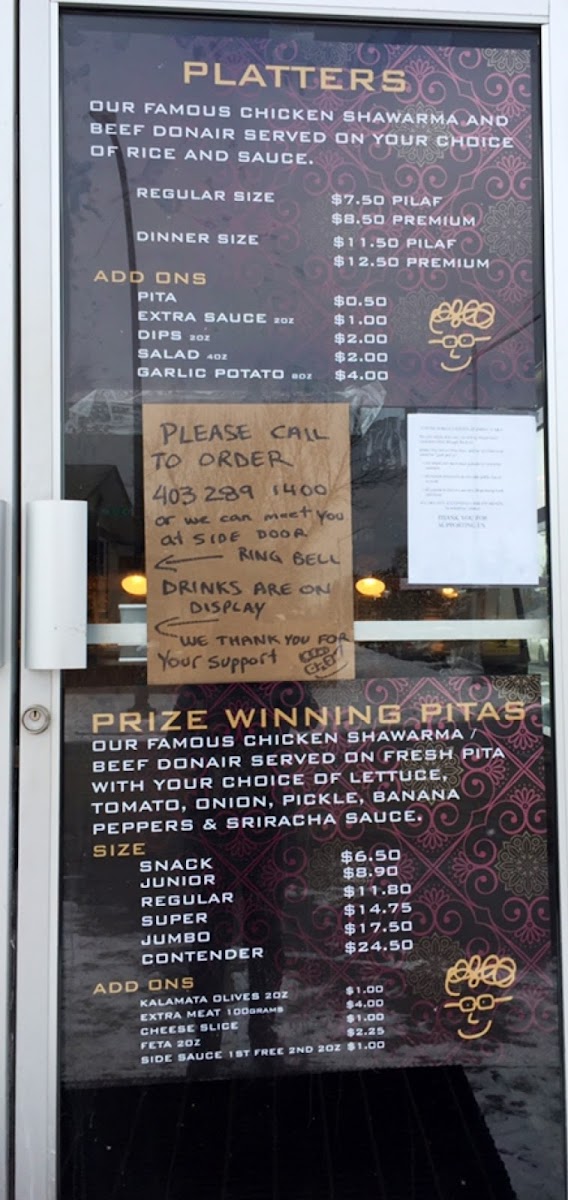 PLATTERS
OUR FAMOUS CHICKEN SHAWARMA AND
BEEF DONAIR SERVED ON YOUR CHOICE
OF RICE AND SAUCE.
REGULAR SIZE $7.50 PILAF
$8.50 PREMIUM
DINNER SIZE $11.50 PILAF
$12.50 PREMIUM
ADD ONS
PITA $0.50
EXTRA SAUCE 2OZ $1.00
DIPS 2OZ $2.00
SALAD 4OZ $2.00
GARLIC POTATO 8OZ $4.00
PLEASE CALL
TO ORDER
403 289 1400
or we can meet you
at SIDE DOOR
← RING BELL
DRINKS ARE ON
DISPLAY
←
WE THANK YOU FOR
Your support
THANK YOU FOR
SUPPORTING US
PRIZE WINNING PITAS
OUR FAMOUS CHICKEN SHAWARMA /
BEEF DONAIR SERVED ON FRESH PITA
WITH YOUR CHOICE OF LETTUCE,
TOMATO, ONION, PICKLE, BANANA
PEPPERS & SRIRACHA SAUCE.
SIZE
SNACK $6.50
JUNIOR $8.90
REGULAR $11.80
SUPER $14.75
JUMBO $17.50
CONTENDER $24.50
ADD ONS
KALAMATA OLIVES 2OZ $1.00
EXTRA MEAT 100GRAMS $4.00
CHEESE SLICE $1.00
FETA 2OZ $2.25
SIDE SAUCE 1ST FREE 2ND 2OZ $1.00